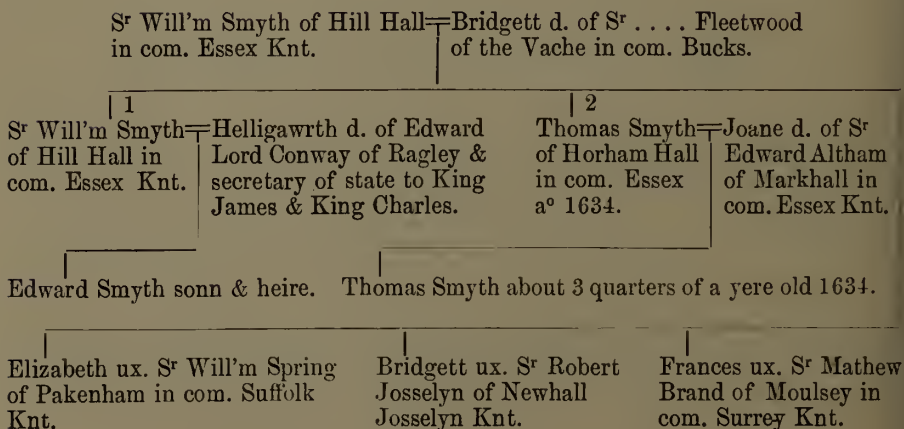 Sʳ Will'm Smyth of Hill Hall=Bridgett d. of Sʳ . . . . Fleetwood
in com. Essex Knt. of the Vache in com. Bucks.
1 2
Sʳ Will'm Smyth=Helligawrth d. of Edward Thomas Smyth=Joane d. of Sʳ
of Hill Hall in Lord Conway of Ragley & of Horham Hall Edward Altham
com. Essex Knt. secretary of state to King in com. Essex of Markhall in
James & King Charles. aº 1634. com. Essex Knt.
Edward Smyth sonn & heire. Thomas Smyth about 3 quarters of a yere old 1634.
Elizabeth ux. Sʳ Will'm Spring Bridgett ux. Sʳ Robert Frances ux. Sʳ Mathew
of Pakenham in com. Suffolk Josselyn of Newhall Brand of Moulsey in
Knt. Josselyn Knt. com. Surrey Knt.